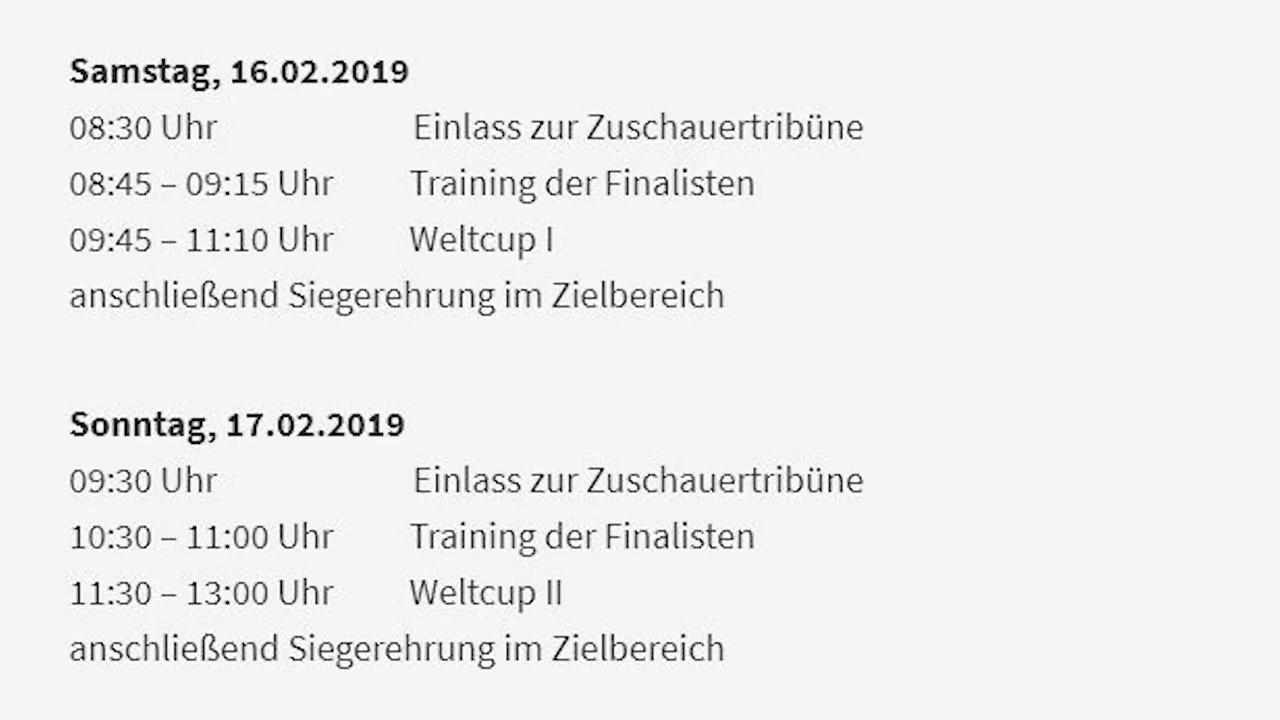 Samstag, 16.02.2019
08:30 Uhr Einlass zur Zuschauertribüne
08:45 – 09:15 Uhr Training der Finalisten
09:45 – 11:10 Uhr Weltcup I
anschließend Siegerehrung im Zielbereich
Sonntag, 17.02.2019
09:30 Uhr Einlass zur Zuschauertribüne
10:30 – 11:00 Uhr Training der Finalisten
11:30 – 13:00 Uhr Weltcup II
anschließend Siegerehrung im Zielbereich